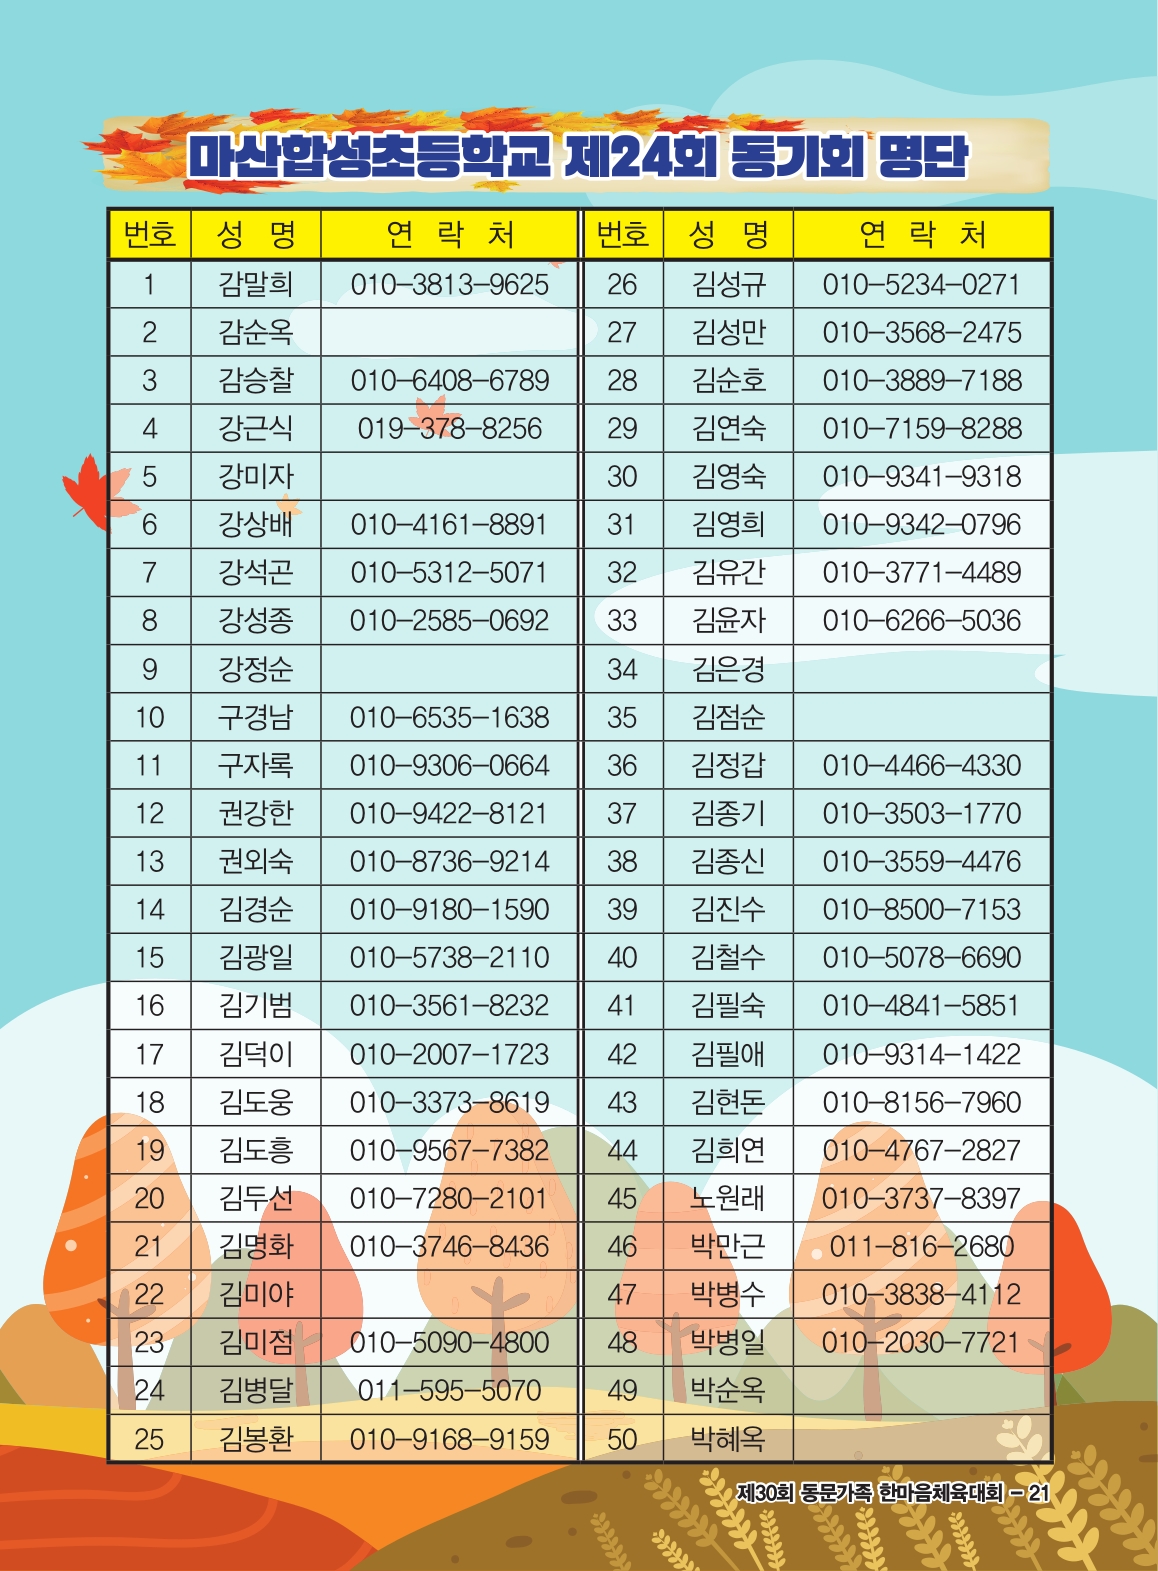 마산합성초등학교 제24회 동기회 명단
번호 성 명 연 락 처 번호 성 명 연 락 처
1 감말희 010-3813-9625 26 김성규 010-5234-0271
2 감순옥 27 김성만 010-3568-2475
3 감승찰 010-6408-6789 28 김순호 010-3889-7188
4 강근식 019-378-8256 29 김연숙 010-7159-8288
5 강미자 30 김영숙 010-9341-9318
6 강상배 010-4161-8891 31 김영희 010-9342-0796
7 강석곤 010-5312-5071 32 김유간 010-3771-4489
8 강성종 010-2585-0692 33 김윤자 010-6266-5036
9 강정순 34 김은경
10 구경남 010-6535-1638 35 김점순
11 구자록 010-9306-0664 36 김정갑 010-4466-4330
12 권강한 010-9422-8121 37 김종기 010-3503-1770
13 권외숙 010-8736-9214 38 김종신 010-3559-4476
14 김경순 010-9180-1590 39 김진수 010-8500-7153
15 김광일 010-5738-2110 40 김철수 010-5078-6690
16 김기범 010-3561-8232 41 김필숙 010-4841-5851
17 김덕이 010-2007-1723 42 김필애 010-9314-1422
18 김도웅 010-3373-8619 43 김현돈 010-8156-7960
19 김도흥 010-9567-7382 44 김희연 010-4767-2827
20 김두선 010-7280-2101 45 노원래 010-3737-8397
21 김명화 010-3746-8436 46 박만근 011-816-2680
22 김미야 47 박병수 010-3838-4112
23 김미점 010-5090-4800 48 박병일 010-2030-7721
24 김병달 011-595-5070 49 박순옥
25 김봉환 010-9168-9159 50 박혜옥
제30회 동문가족 한마음체육대회 - 21